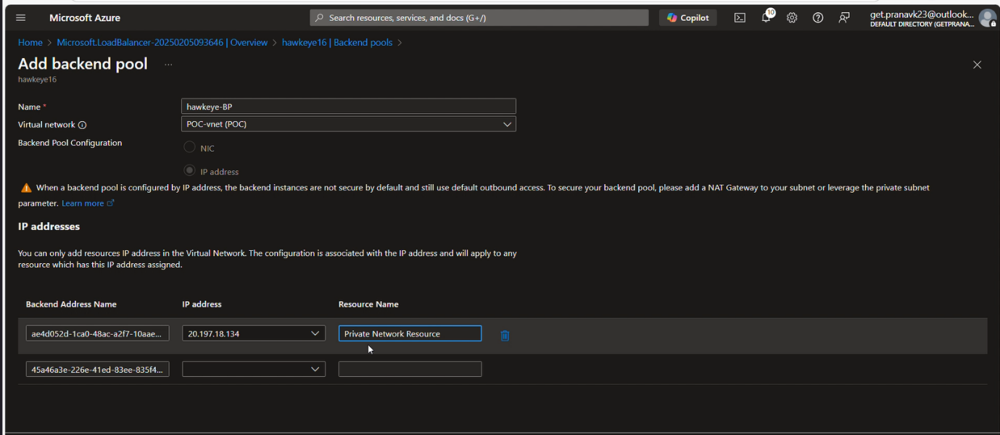 Microsoft Azure
Search resources, services, and docs (G+/)
Copilot
10
get.pranavk23@outlook...
DEFAULT DIRECTORY (GETPRANA...
Home > Microsoft.LoadBalancer-20250205093646 | Overview > hawkeye16 | Backend pools >
Add backend pool ...
hawkeye16
Name * hawkeye-BP
Virtual network POC-vnet (POC)
Backend Pool Configuration
NIC
IP address
When a backend pool is configured by IP address, the backend instances are not secure by default and still use default outbound access. To secure your backend pool, please add a NAT Gateway to your subnet or leverage the private subnet
parameter. Learn more
IP addresses
You can only add resources IP address in the Virtual Network. The configuration is associated with the IP address and will apply to any
resource which has this IP address assigned.
Backend Address Name IP address Resource Name
ae4d052d-1ca0-48ac-a2f7-10aae... 20.197.18.134 Private Network Resource
45a46a3e-226e-41ed-83ee-835f4...